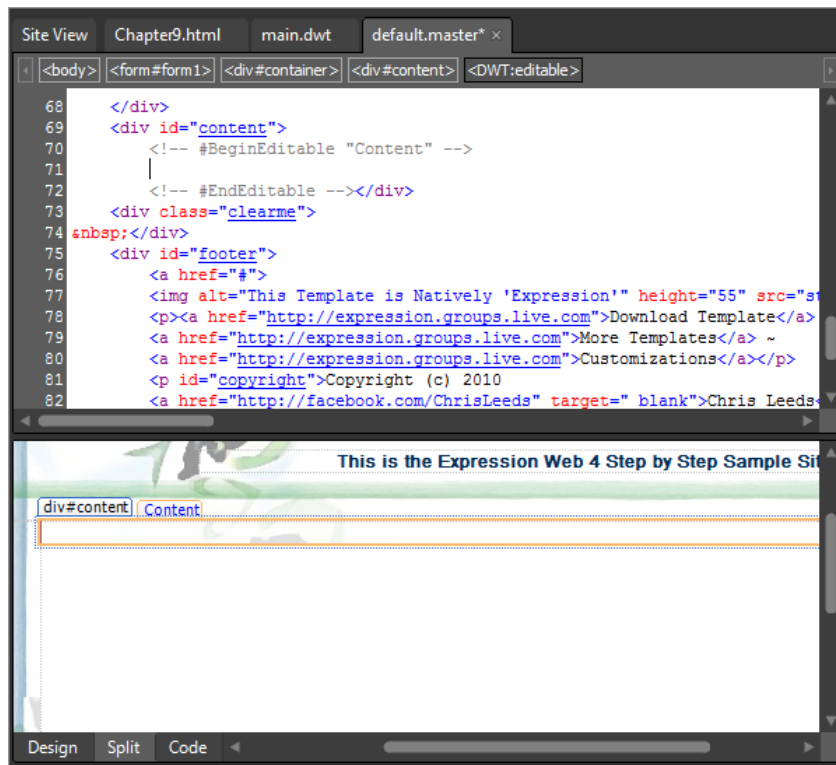 Site View Chapter9.html main.dwt default.master* ×
<body> <form#form1> <div#container> <div#content> <DWT:editable>
68 </div>
69 <div id="content">
70 <!-- #BeginEditable "Content" -->
71
72 <!-- #EndEditable --></div>
73 <div class="clearme">
74 &nbsp;</div>
75 <div id="footer">
76 <a href="#">
77 <img alt="This Template is Natively 'Expression'" height="55" src="st
78 <p><a href="http://expression.groups.live.com">Download Template</a>
79 <a href="http://expression.groups.live.com">More Templates</a> ~
80 <a href="http://expression.groups.live.com">Customizations</a></p>
81 <p id="copyright">Copyright (c) 2010
82 <a href="http://facebook.com/ChrisLeeds" target="_blank">Chris Leeds<
This is the Expression Web 4 Step by Step Sample Sit
div#content Content
Design Split Code